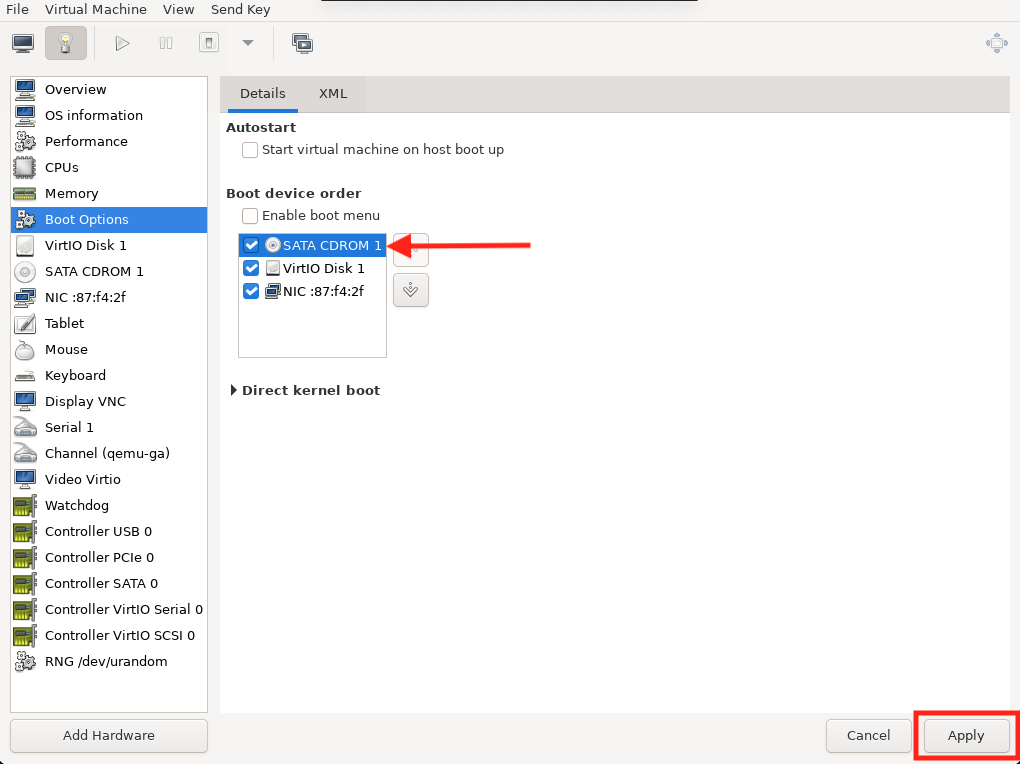 File Virtual Machine View Send Key
Overview
OS information
Performance
CPUs
Memory
Boot Options
VirtIO Disk 1
SATA CDROM 1
NIC :87:f4:2f
Tablet
Mouse
Keyboard
Display VNC
Serial 1
Channel (qemu-ga)
Video Virtio
Watchdog
Controller USB 0
Controller PCIe 0
Controller SATA 0
Controller VirtIO Serial 0
Controller VirtIO SCSI 0
RNG /dev/urandom
Add Hardware
Details XML
Autostart
Start virtual machine on host boot up
Boot device order
Enable boot menu
SATA CDROM 1
VirtIO Disk 1
NIC :87:f4:2f
Direct kernel boot
Cancel Apply